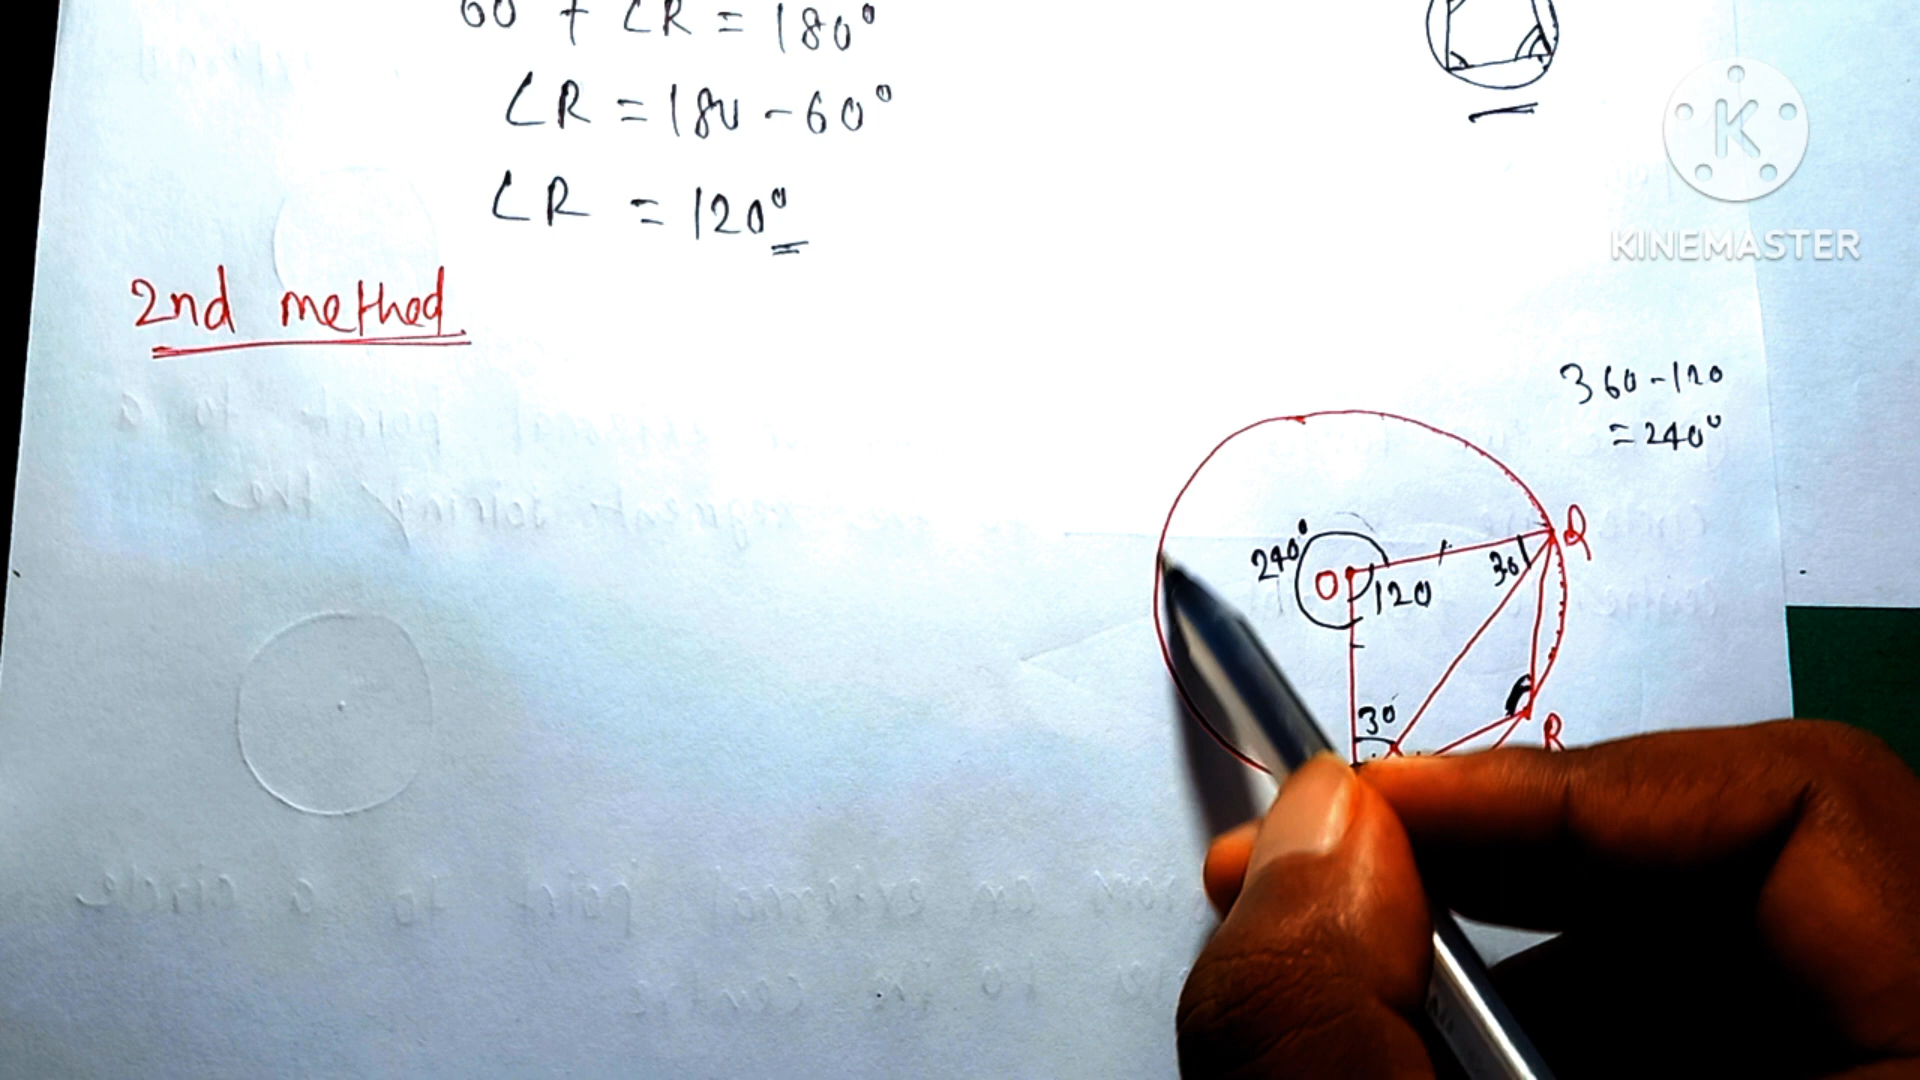 60 + ∠R = 180°
∠R = 180 - 60°
∠R = 120°
KINEMASTER
2nd method
360-120
= 240°
Q
240°
O
120
30
30
R